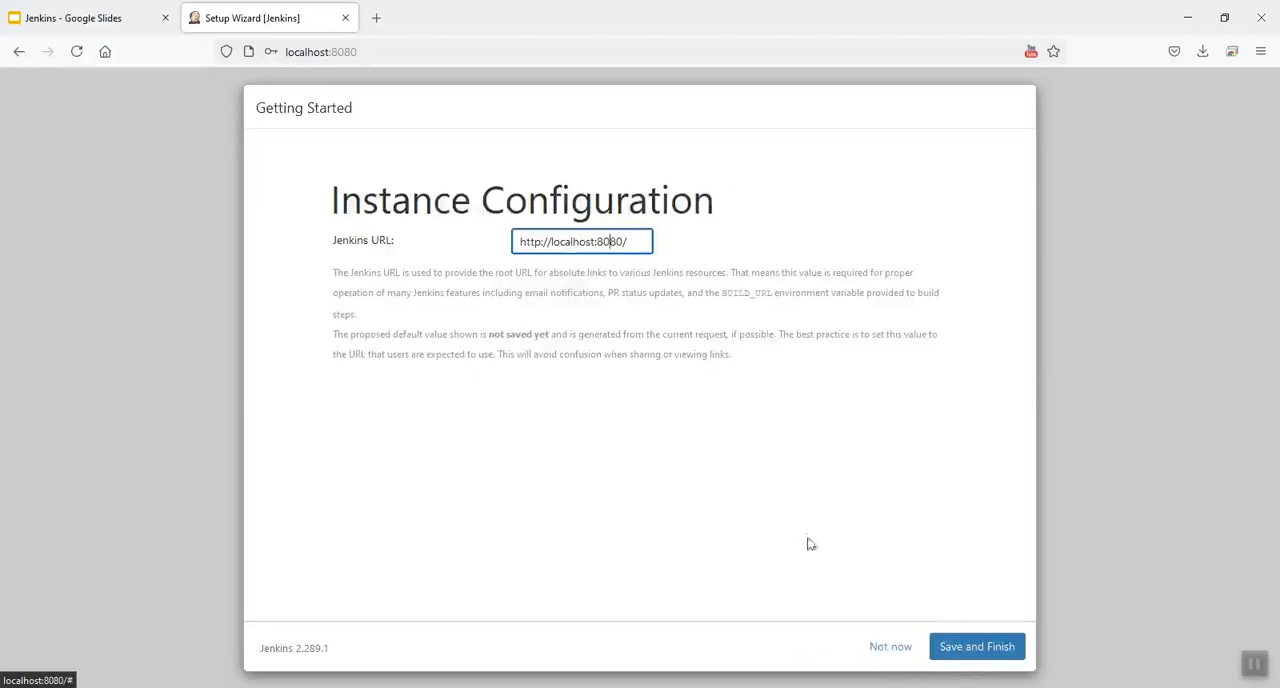 Jenkins - Google Slides
Setup Wizard [Jenkins]
localhost:8080
Getting Started
Instance Configuration
Jenkins URL:
http://localhost:8080/
The Jenkins URL is used to provide the root URL for absolute links to various Jenkins resources. That means this value is required for proper
operation of many Jenkins features including email notifications, PR status updates, and the BUILD_URL environment variable provided to build
steps.
The proposed default value shown is not saved yet and is generated from the current request, if possible. The best practice is to set this value to
the URL that users are expected to use. This will avoid confusion when sharing or viewing links.
Jenkins 2.289.1
Not now
Save and Finish
localhost:8080/#